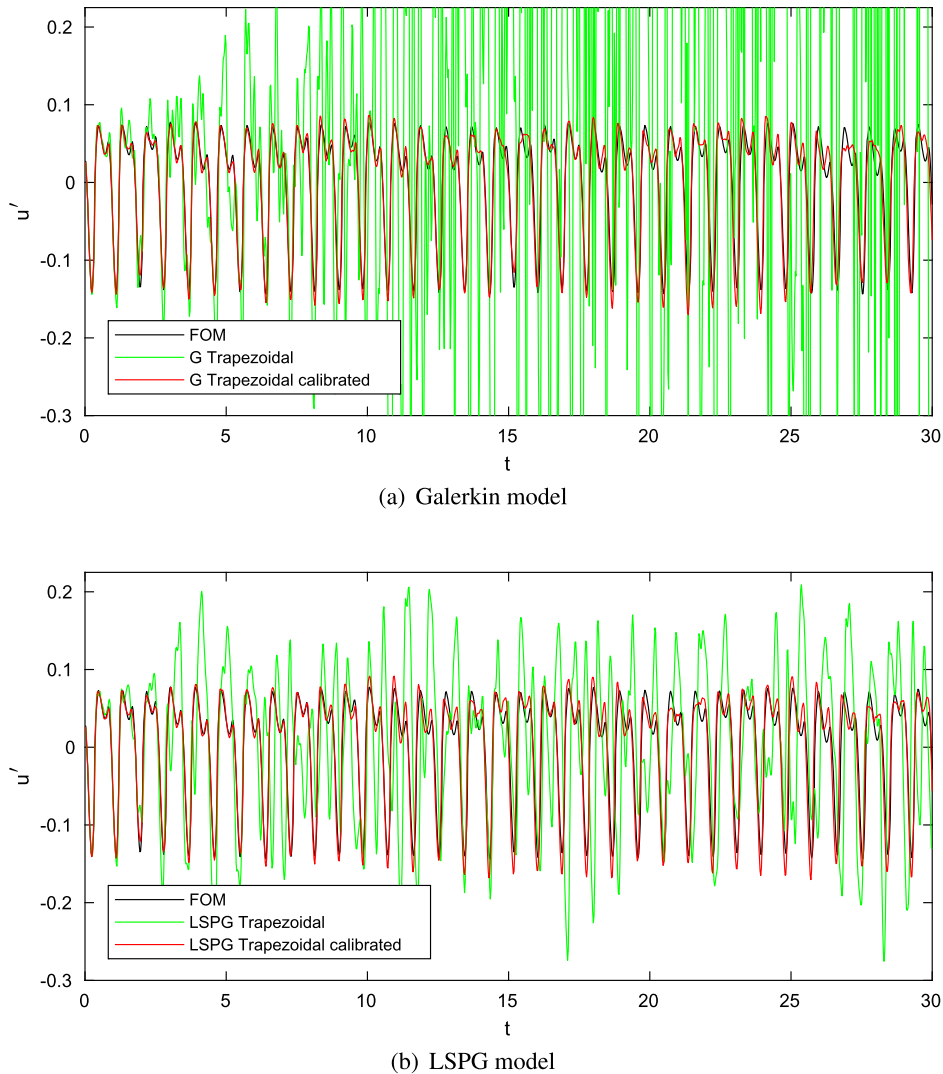 0.2
0.1
0
-0.1
-0.2
-0.3
u′
FOM
G Trapezoidal
G Trapezoidal calibrated
0 5 10 15 20 25 30
t
(a) Galerkin model
0.2
0.1
0
-0.1
-0.2
-0.3
u′
FOM
LSPG Trapezoidal
LSPG Trapezoidal calibrated
0 5 10 15 20 25 30
t
(b) LSPG model